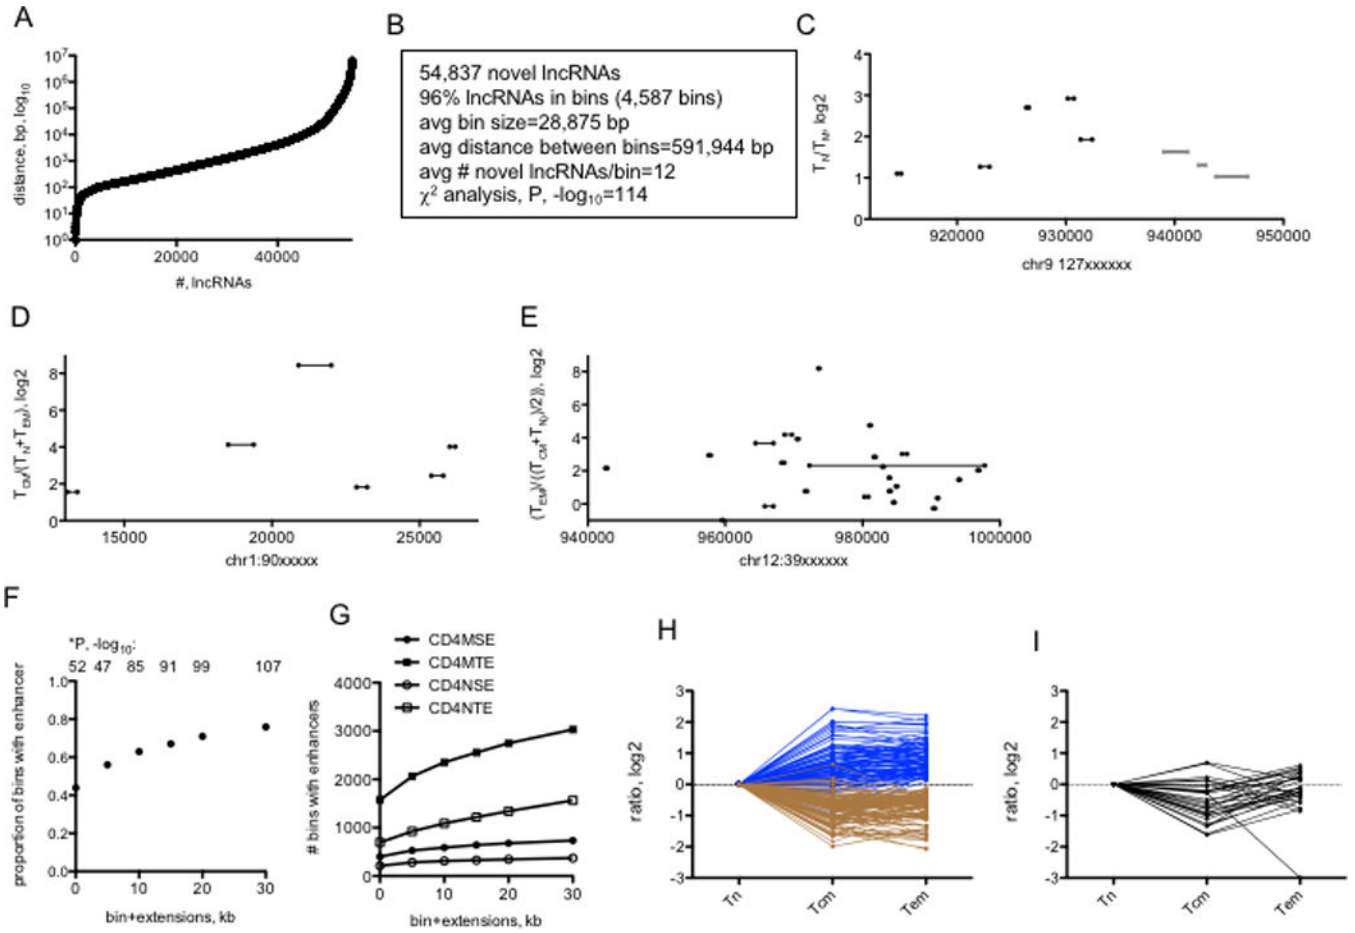 A
distance, bp, log10
10^7
10^6
10^5
10^4
10^3
10^2
10^1
10^0
0
20000
40000
#, lncRNAs
B
54,837 novel lncRNAs
96% lncRNAs in bins (4,587 bins)
avg bin size=28,875 bp
avg distance between bins=591,944 bp
avg # novel lncRNAs/bin=12
χ² analysis, P, -log10=114
C
TN/TM, log2
4
3
2
1
0
920000
930000
940000
950000
chr9 127xxxxxx
D
TCM/(TN+TEM), log2
8
6
4
2
0
15000
20000
25000
chr1:90xxxxx
E
(TEM)/((TCM+TN)/2)), log2
8
6
4
2
0
940000
960000
980000
1000000
chr12:39xxxxxx
F
*P, -log10:
52 47 85 91 99 107
proportion of bins with enhancer
1.0
0.8
0.6
0.4
0.2
0.0
0
10
20
30
bin+extensions, kb
G
CD4MSE
CD4MTE
CD4NSE
CD4NTE
# bins with enhancers
4000
3000
2000
1000
0
0
10
20
30
bin+extensions, kb
H
ratio, log2
3
2
1
0
-1
-2
-3
Tn
Tcm
Tem
I
ratio, log2
3
2
1
0
-1
-2
-3
Tn
Tcm
Tem